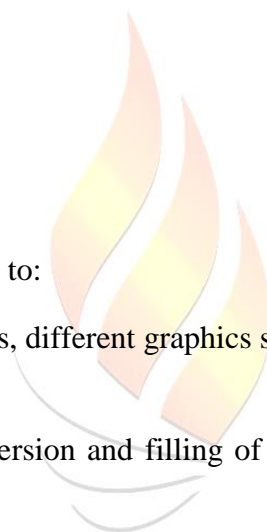 to:
s, different graphics s
ersion and filling of